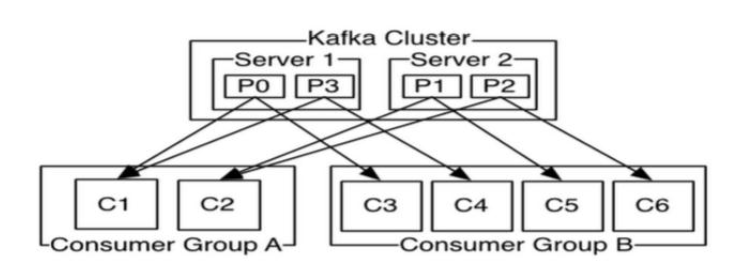 Kafka Cluster
Server 1 Server 2
P0 P3 P1 P2
C1 C2 C3 C4 C5 C6
Consumer Group A Consumer Group B